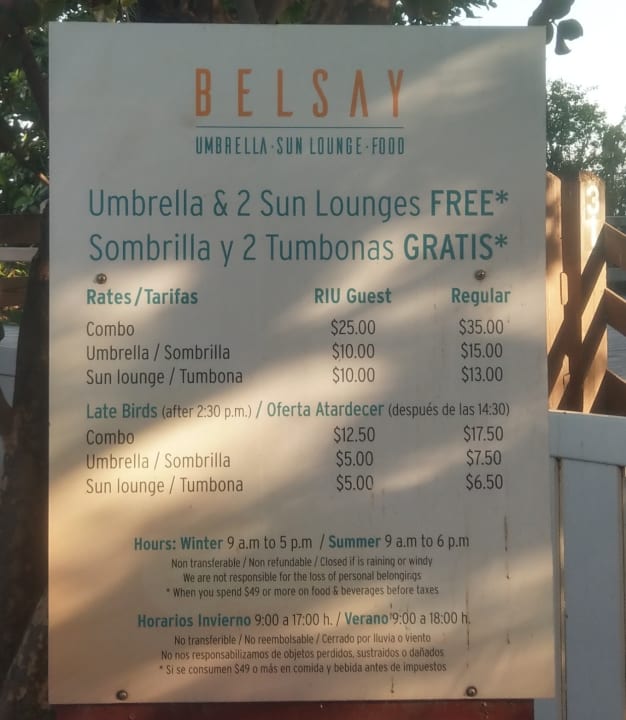 BELSAY
UMBRELLA · SUN LOUNGE · FOOD
Umbrella & 2 Sun Lounges FREE*
Sombrilla y 2 Tumbonas GRATIS*
Rates/Tarifas RIU Guest Regular
Combo $25.00 $35.00
Umbrella / Sombrilla $10.00 $15.00
Sun lounge / Tumbona $10.00 $13.00
Late Birds (after 2:30 p.m.) / Oferta Atardecer (después de las 14:30)
Combo $12.50 $17.50
Umbrella / Sombrilla $5.00 $7.50
Sun lounge / Tumbona $5.00 $6.50
Hours: Winter 9 a.m to 5 p.m / Summer 9 a.m to 6 p.m
Non transferable / Non refundable / Closed if is raining or windy
We are not responsible for the loss of personal belongings
* When you spend $49 or more on food & beverages before taxes
Horarios Invierno 9:00 a 17:00 h. / Verano 9:00 a 18:00 h.
No transferible / No reembolsable / Cerrado por lluvia o viento
No nos responsabilizamos de objetos perdidos, sustraidos o dañados
* Si se consumen $49 o más en comida y bebida antes de impuestos